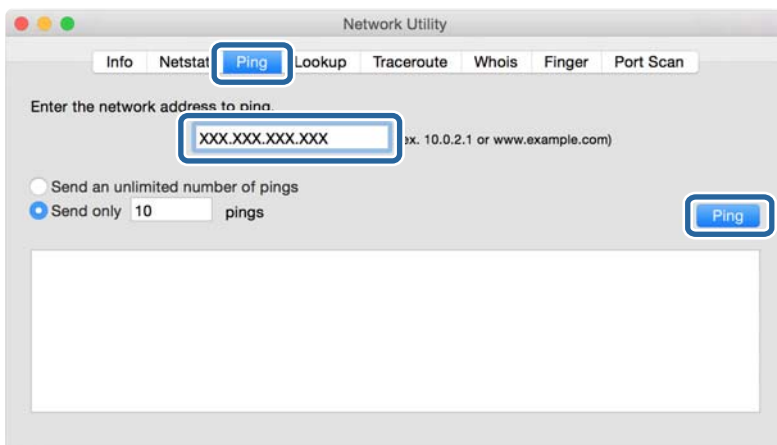 Network Utility
Info Netstat Ping Lookup Traceroute Whois Finger Port Scan
Enter the network address to ping.
XXX.XXX.XXX.XXX ex. 10.0.2.1 or www.example.com)
Send an unlimited number of pings
Send only 10 pings
Ping